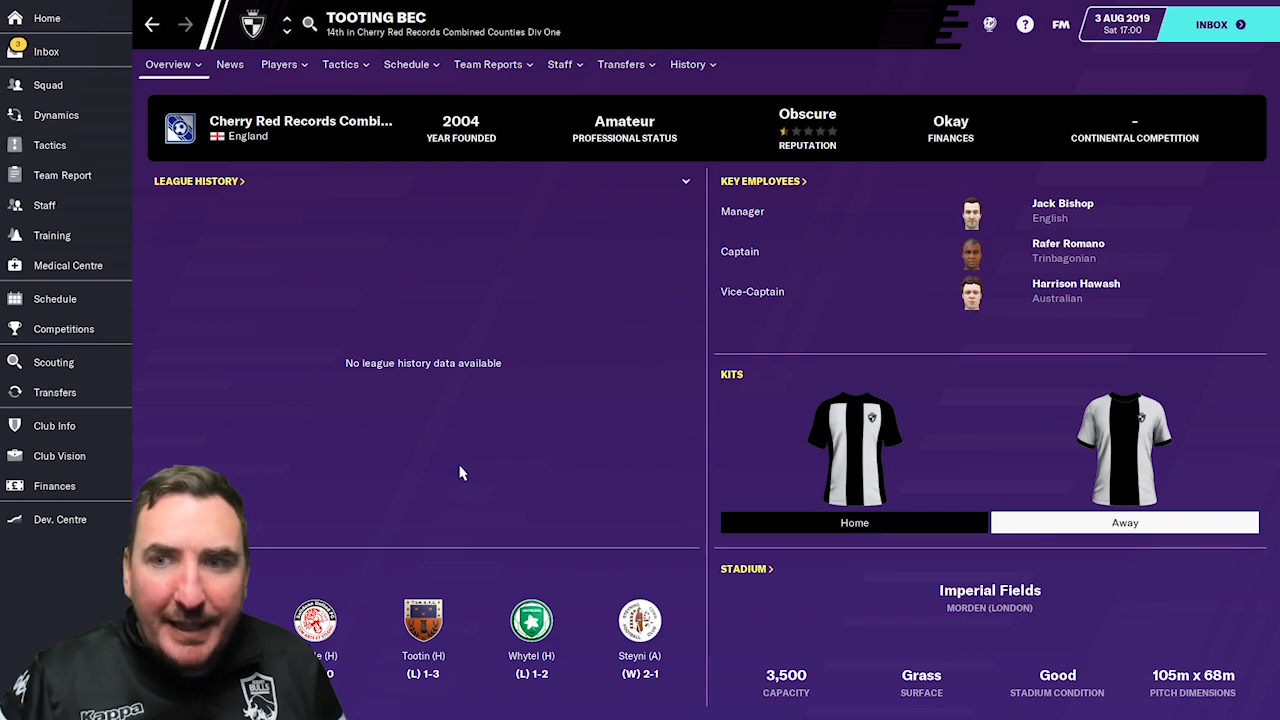 Home
TOOTING BEC
14th in Cherry Red Records Combined Counties Div One
FM
3 AUG 2019
Sat 17:00
INBOX
3
Inbox
Overview
News
Players
Tactics
Schedule
Team Reports
Staff
Transfers
History
Squad
Dynamics
Tactics
Team Report
Staff
Training
Medical Centre
Schedule
Competitions
Scouting
Transfers
Club Info
Club Vision
Finances
Dev. Centre
Cherry Red Records Combi...
England
2004
YEAR FOUNDED
Amateur
PROFESSIONAL STATUS
Obscure
REPUTATION
Okay
FINANCES
-
CONTINENTAL COMPETITION
LEAGUE HISTORY
No league history data available
KEY EMPLOYEES
Manager
Jack Bishop
English
Captain
Rafer Romano
Trinbagonian
Vice-Captain
Harrison Hawash
Australian
KITS
Home
Away
STADIUM
Imperial Fields
MORDEN (LONDON)
3,500
CAPACITY
Grass
SURFACE
Good
STADIUM CONDITION
105m x 68m
PITCH DIMENSIONS
(H)
Tootin (H)
(L) 1-3
Whytel (H)
(L) 1-2
Steyni (A)
(W) 2-1
Kappa
BULLS